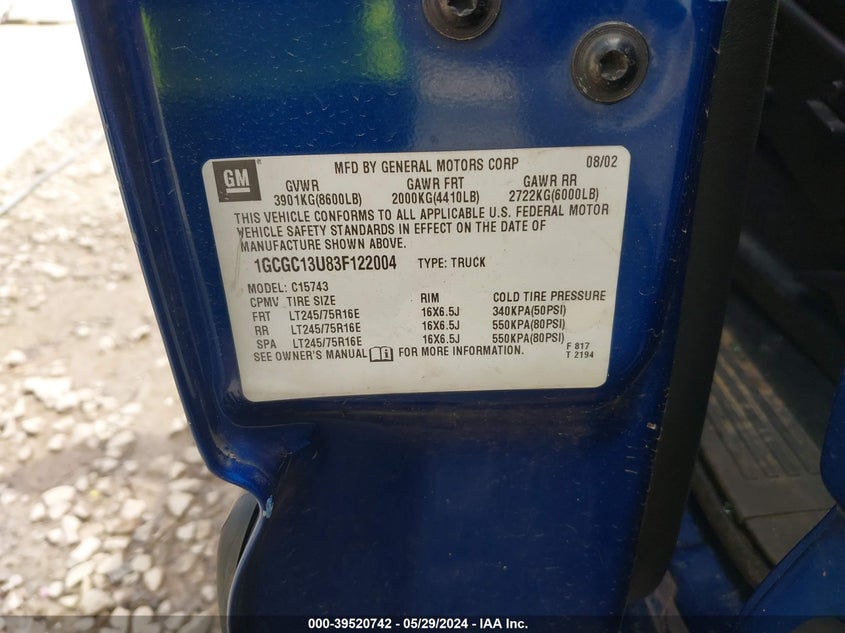 GM ® MFD BY GENERAL MOTORS CORP 08/02
GVWR GAWR FRT GAWR RR
3901KG(8600LB) 2000KG(4410LB) 2722KG(6000LB)
THIS VEHICLE CONFORMS TO ALL APPLICABLE U.S. FEDERAL MOTOR
VEHICLE SAFETY STANDARDS IN EFFECT ON THE DATE OF
MANUFACTURE SHOWN ABOVE.
1GCGC13U83F122004 TYPE: TRUCK
MODEL: C15743
CPMV TIRE SIZE RIM COLD TIRE PRESSURE
FRT LT245/75R16E 16X6.5J 340KPA(50PSI)
RR LT245/75R16E 16X6.5J 550KPA(80PSI)
SPA LT245/75R16E 16X6.5J 550KPA(80PSI)
SEE OWNER'S MANUAL i FOR MORE INFORMATION.
F 817
T 2194
000-39520742 - 05/29/2024 - IAA Inc.